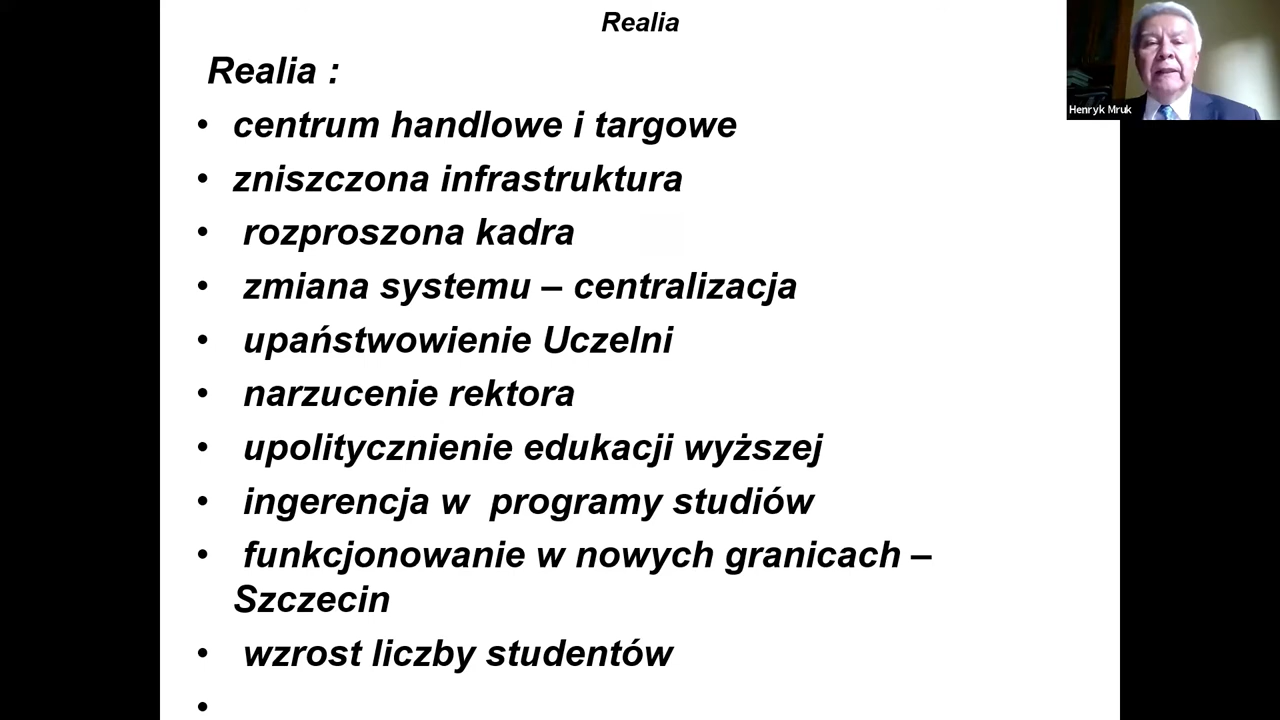 Realia
Realia :
• centrum handlowe i targowe
• zniszczona infrastruktura
• rozproszona kadra
• zmiana systemu – centralizacja
• upaństwowienie Uczelni
• narzucenie rektora
• upolitycznienie edukacji wyższej
• ingerencja w programy studiów
• funkcjonowanie w nowych granicach –
Szczecin
• wzrost liczby studentów
•
Henryk Mruk